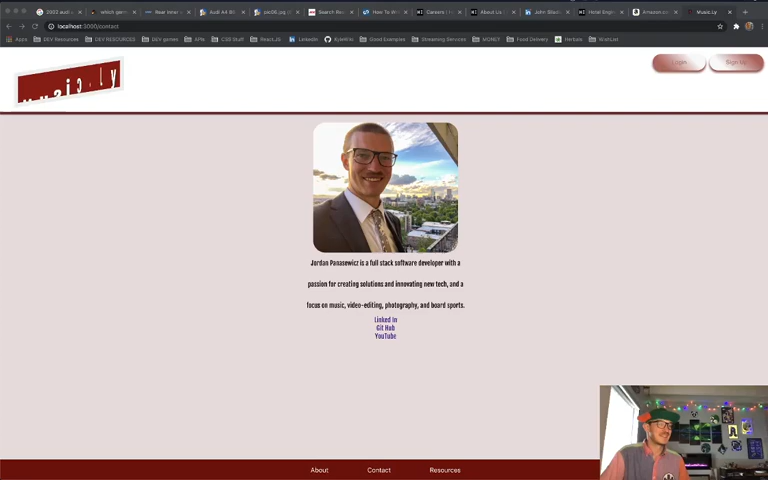 localhost:3000/contact
Apps DEV Resources DEV RESOURCES DEV games APIs CSS Stuff ReactJS LinkedIn Good Examples Streaming Services MONEY Food Delivery Herbals WishList
Music.ly
Login
Sign Up
Jordan Panasewicz is a full stack software developer with a
passion for creating solutions and innovating new tech, and a
focus on music, video-editing, photography, and board sports.
Linked In
Git Hub
YouTube
About Contact Resources